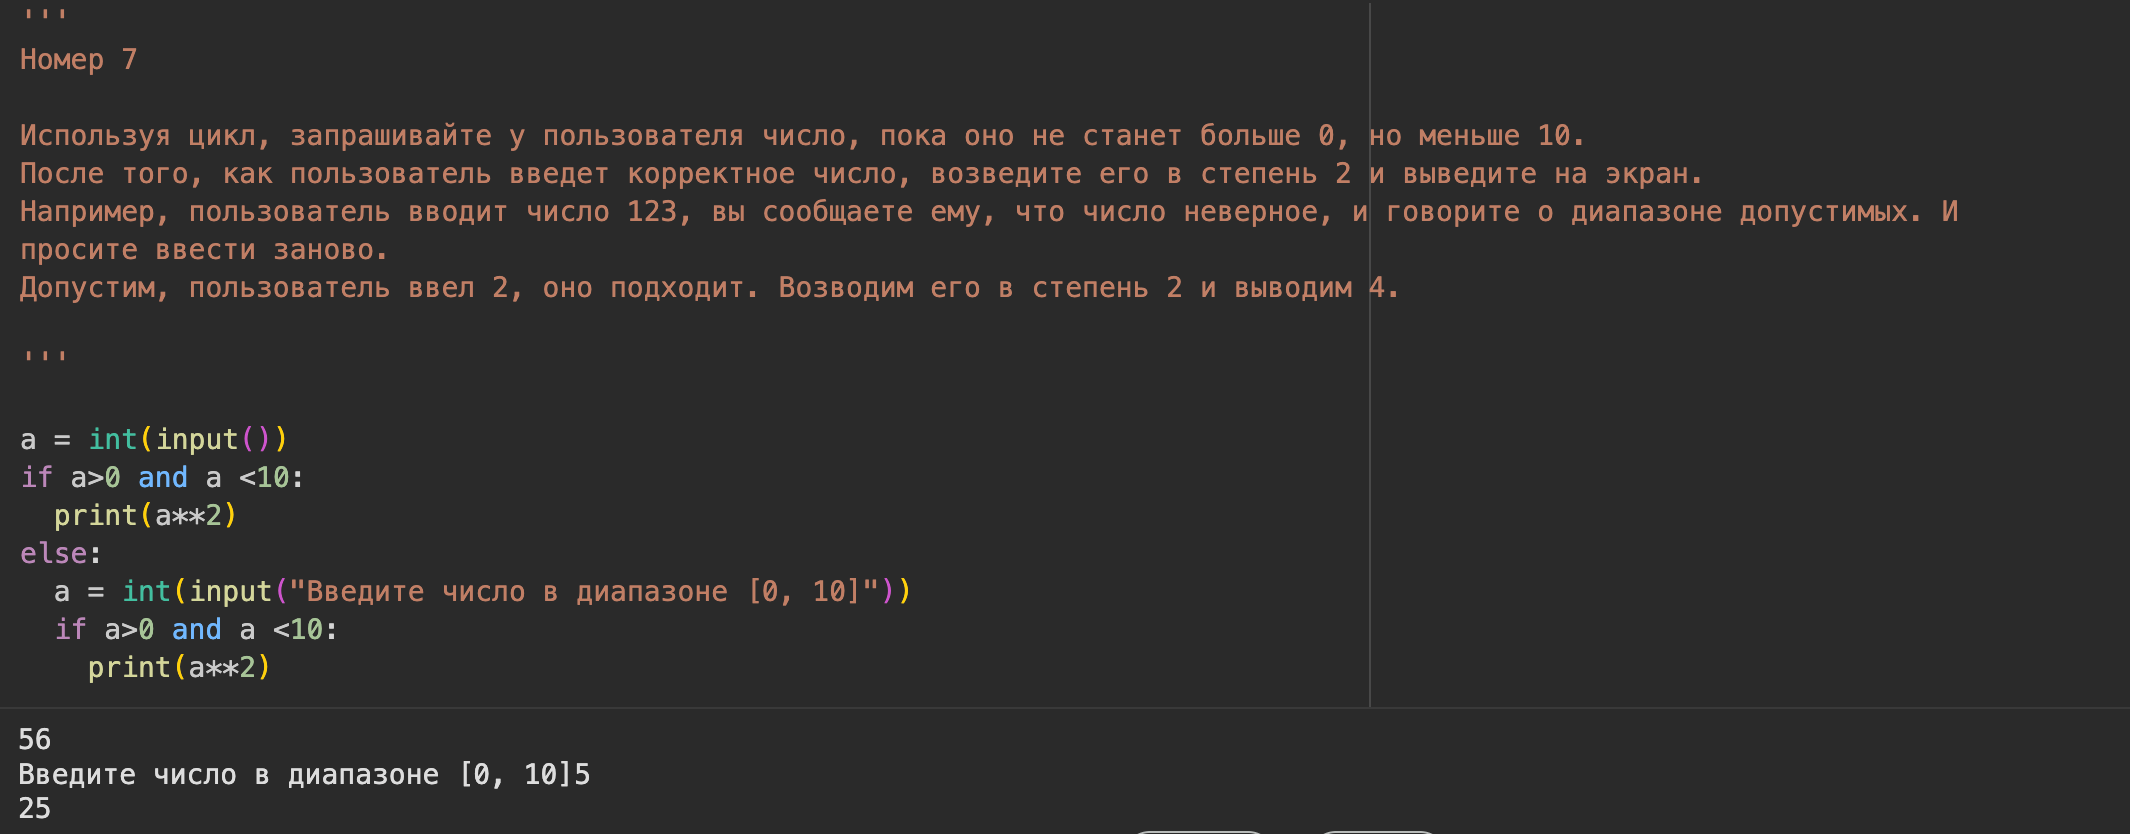 '''
Номер 7
Используя цикл, запрашивайте у пользователя число, пока оно не станет больше 0, но меньше 10.
После того, как пользователь введет корректное число, возведите его в степень 2 и выведите на экран.
Например, пользователь вводит число 123, вы сообщаете ему, что число неверное, и говорите о диапазоне допустимых. И
просите ввести заново.
Допустим, пользователь ввел 2, оно подходит. Возводим его в степень 2 и выводим 4.
'''
a = int(input())
if a>0 and a <10:
  print(a**2)
else:
  a = int(input("Введите число в диапазоне [0, 10]"))
  if a>0 and a <10:
    print(a**2)
56
Введите число в диапазоне [0, 10]5
25